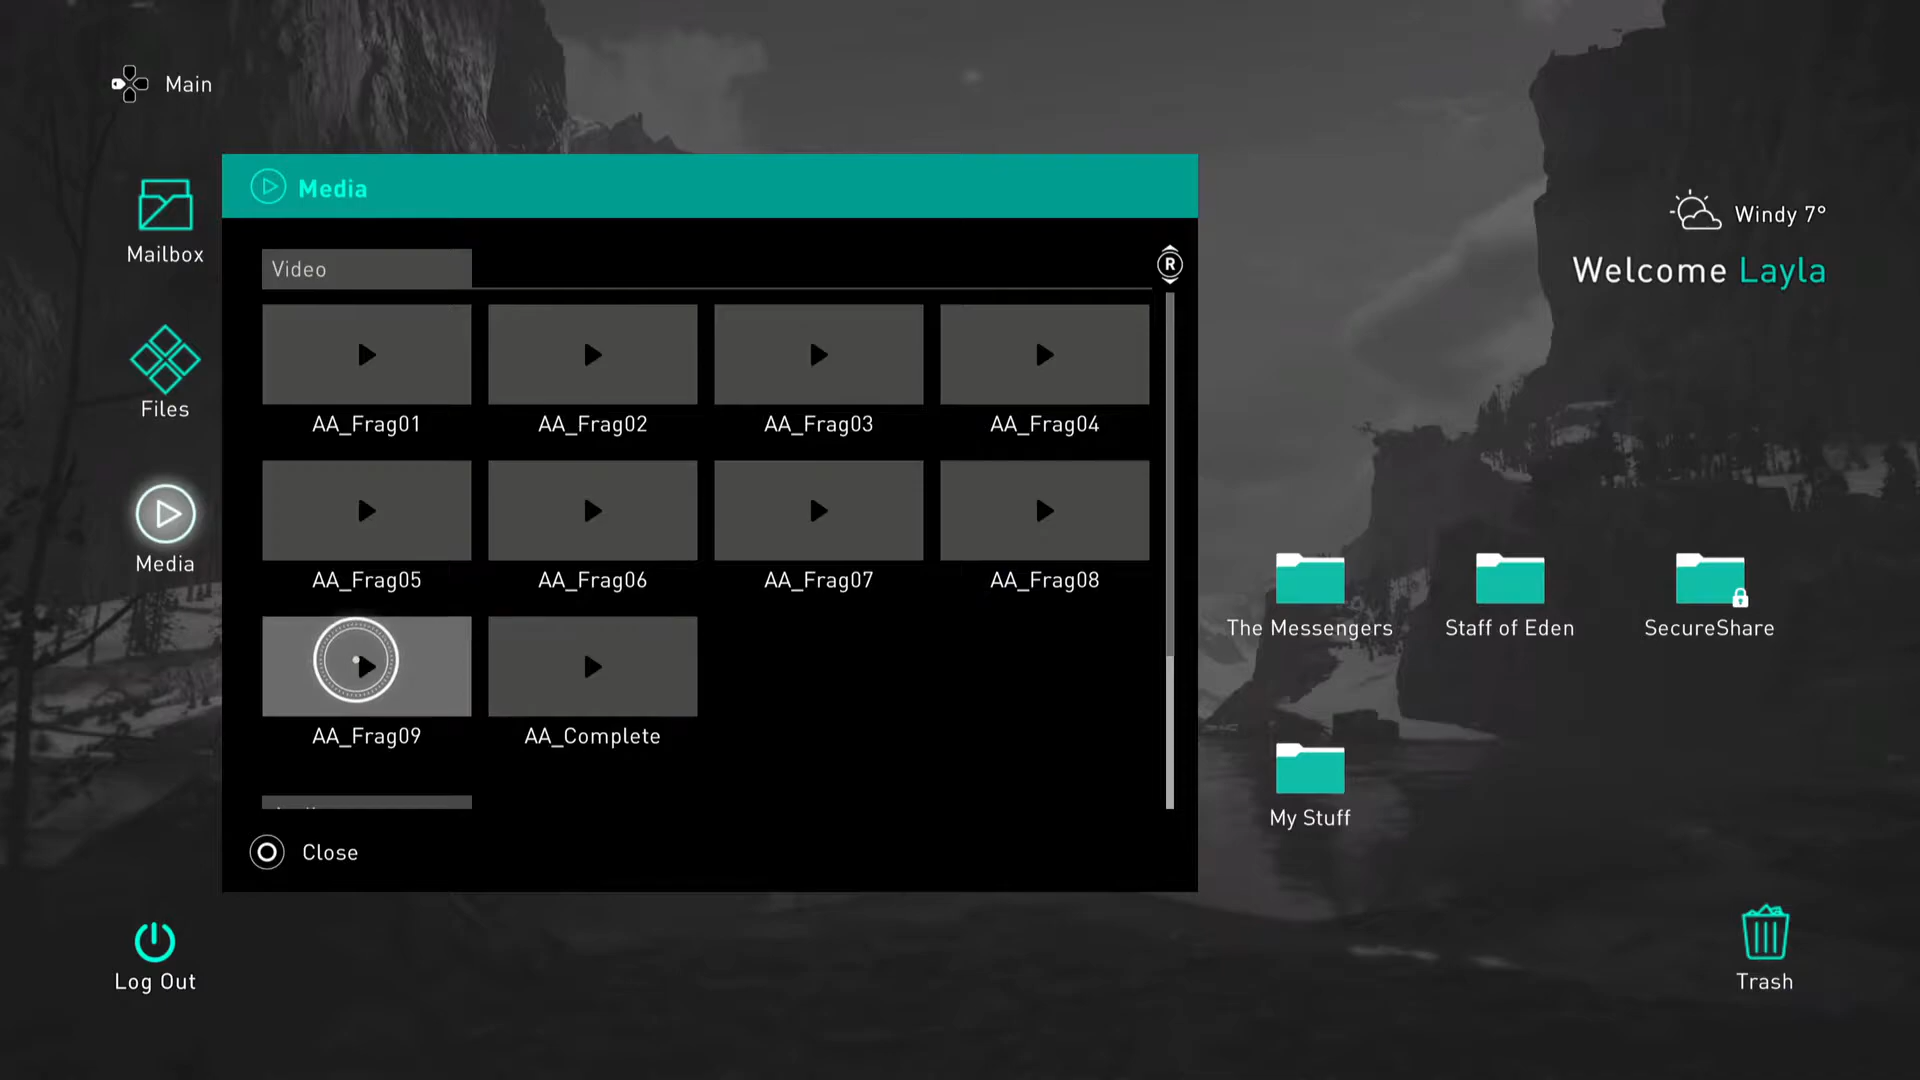 Main
Mailbox
Files
Media
Log Out
Media
Video
R
AA_Frag01
AA_Frag02
AA_Frag03
AA_Frag04
AA_Frag05
AA_Frag06
AA_Frag07
AA_Frag08
AA_Frag09
AA_Complete
Close
Windy 7°
Welcome Layla
The Messengers
Staff of Eden
SecureShare
My Stuff
Trash